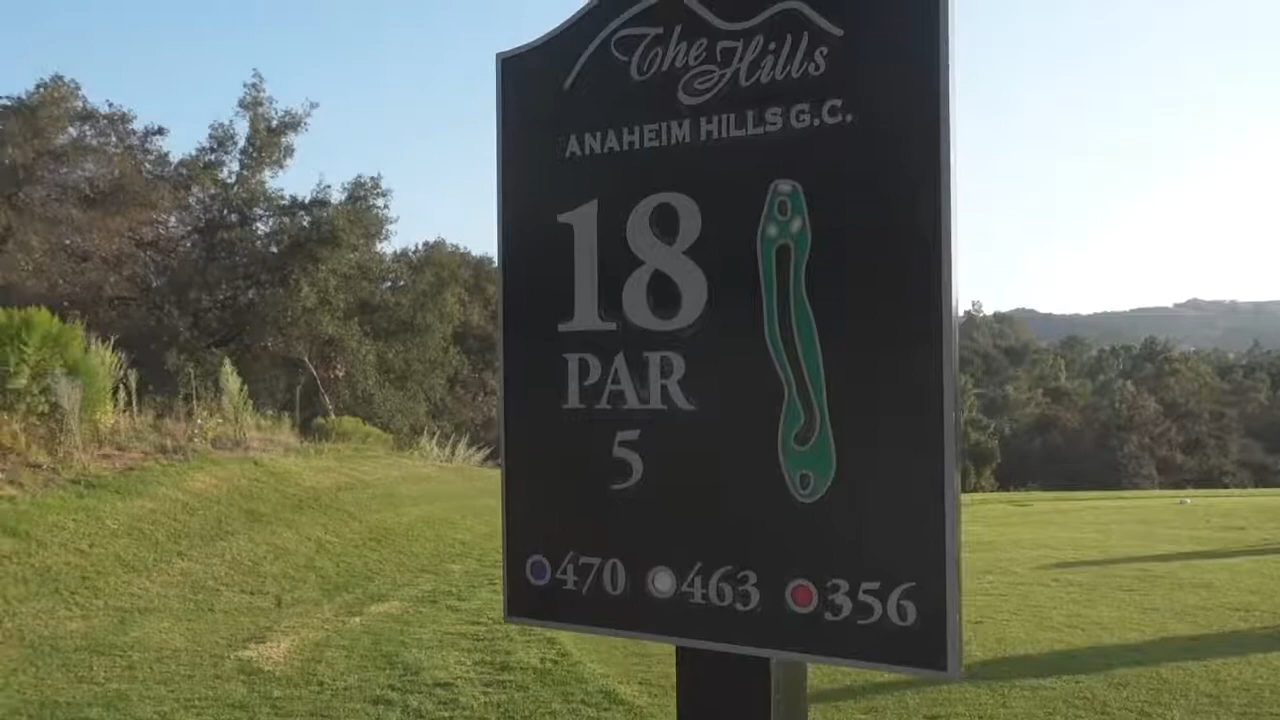 The Hills
ANAHEIM HILLS G.C.
18
PAR
5
470 463 356